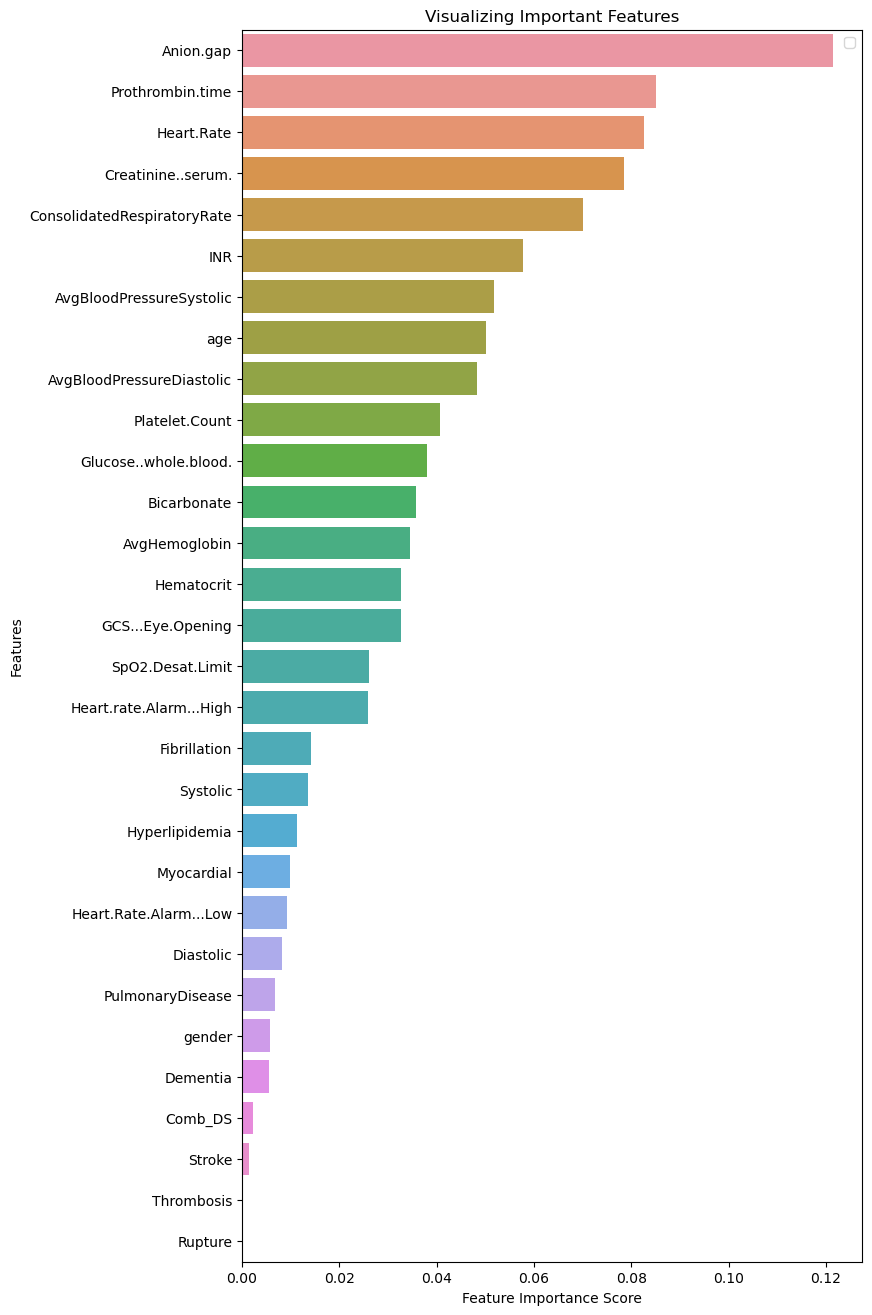 Visualizing Important Features
Anion.gap
Prothrombin.time
Heart.Rate
Creatinine..serum.
ConsolidatedRespiratoryRate
INR
AvgBloodPressureSystolic
age
AvgBloodPressureDiastolic
Platelet.Count
Glucose..whole.blood.
Bicarbonate
AvgHemoglobin
Hematocrit
GCS...Eye.Opening
SpO2.Desat.Limit
Heart.rate.Alarm...High
Fibrillation
Systolic
Hyperlipidemia
Myocardial
Heart.Rate.Alarm...Low
Diastolic
PulmonaryDisease
gender
Dementia
Comb_DS
Stroke
Thrombosis
Rupture
Features
0.00 0.02 0.04 0.06 0.08 0.10 0.12
Feature Importance Score